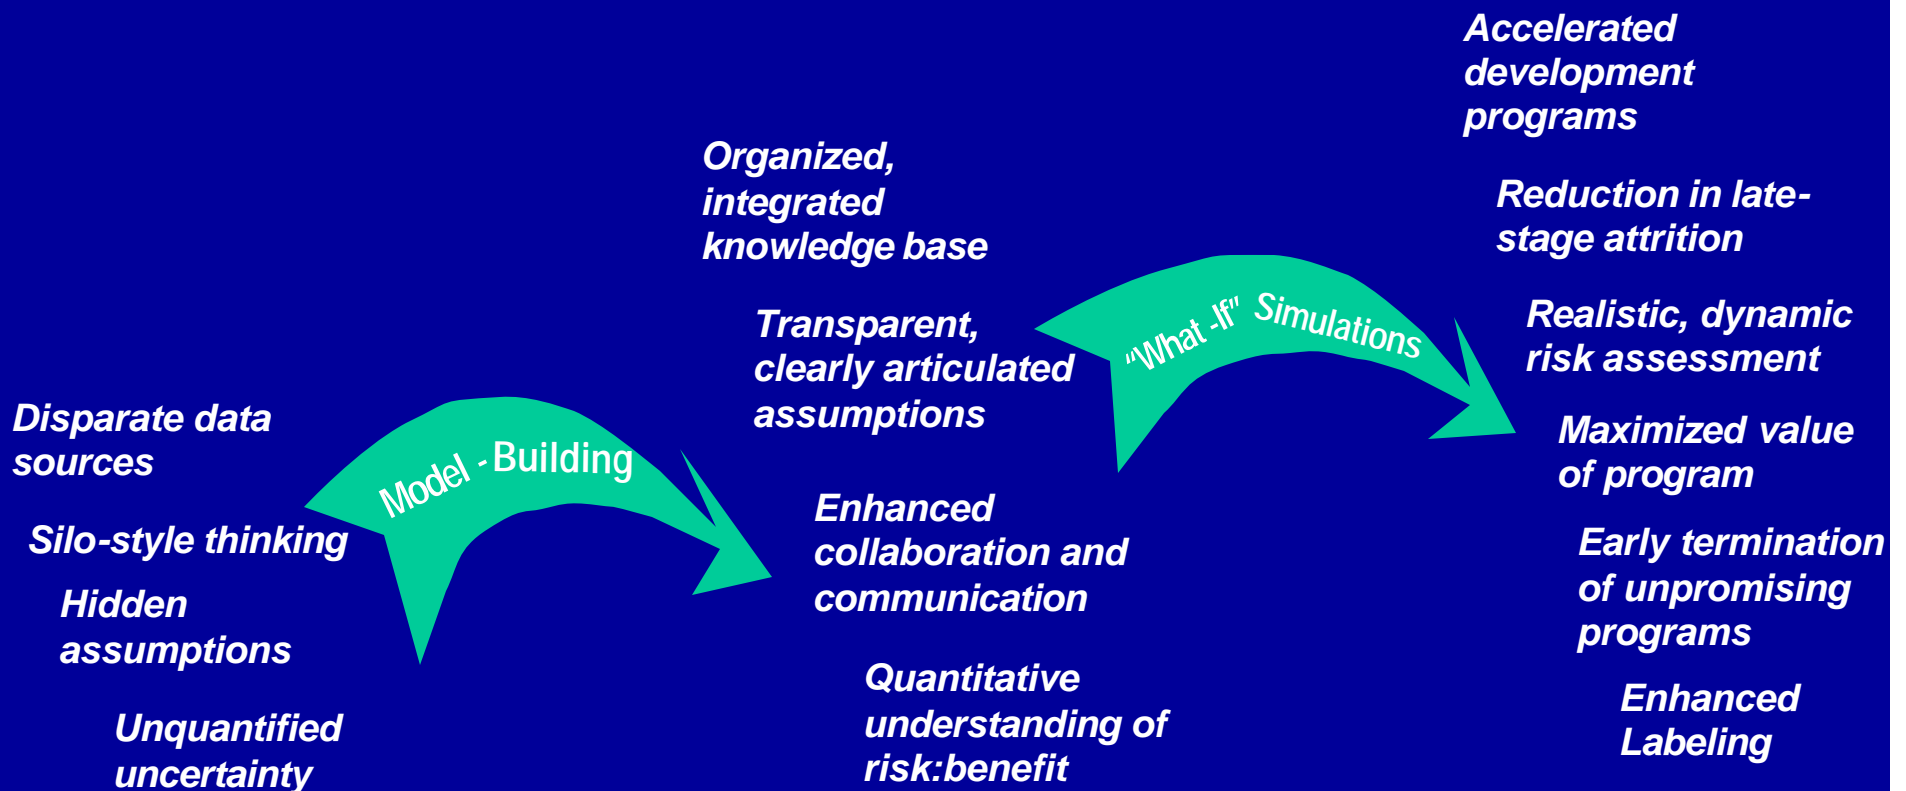 Disparate data
sources
Silo-style thinking
Hidden
assumptions
Unquantified
uncertainty
Model - Building
Organized,
integrated
knowledge base
Transparent,
clearly articulated
assumptions
Enhanced
collaboration and
communication
Quantitative
understanding of
risk:benefit
"What -If" Simulations
Accelerated
development
programs
Reduction in late-
stage attrition
Realistic, dynamic
risk assessment
Maximized value
of program
Early termination
of unpromising
programs
Enhanced
Labeling